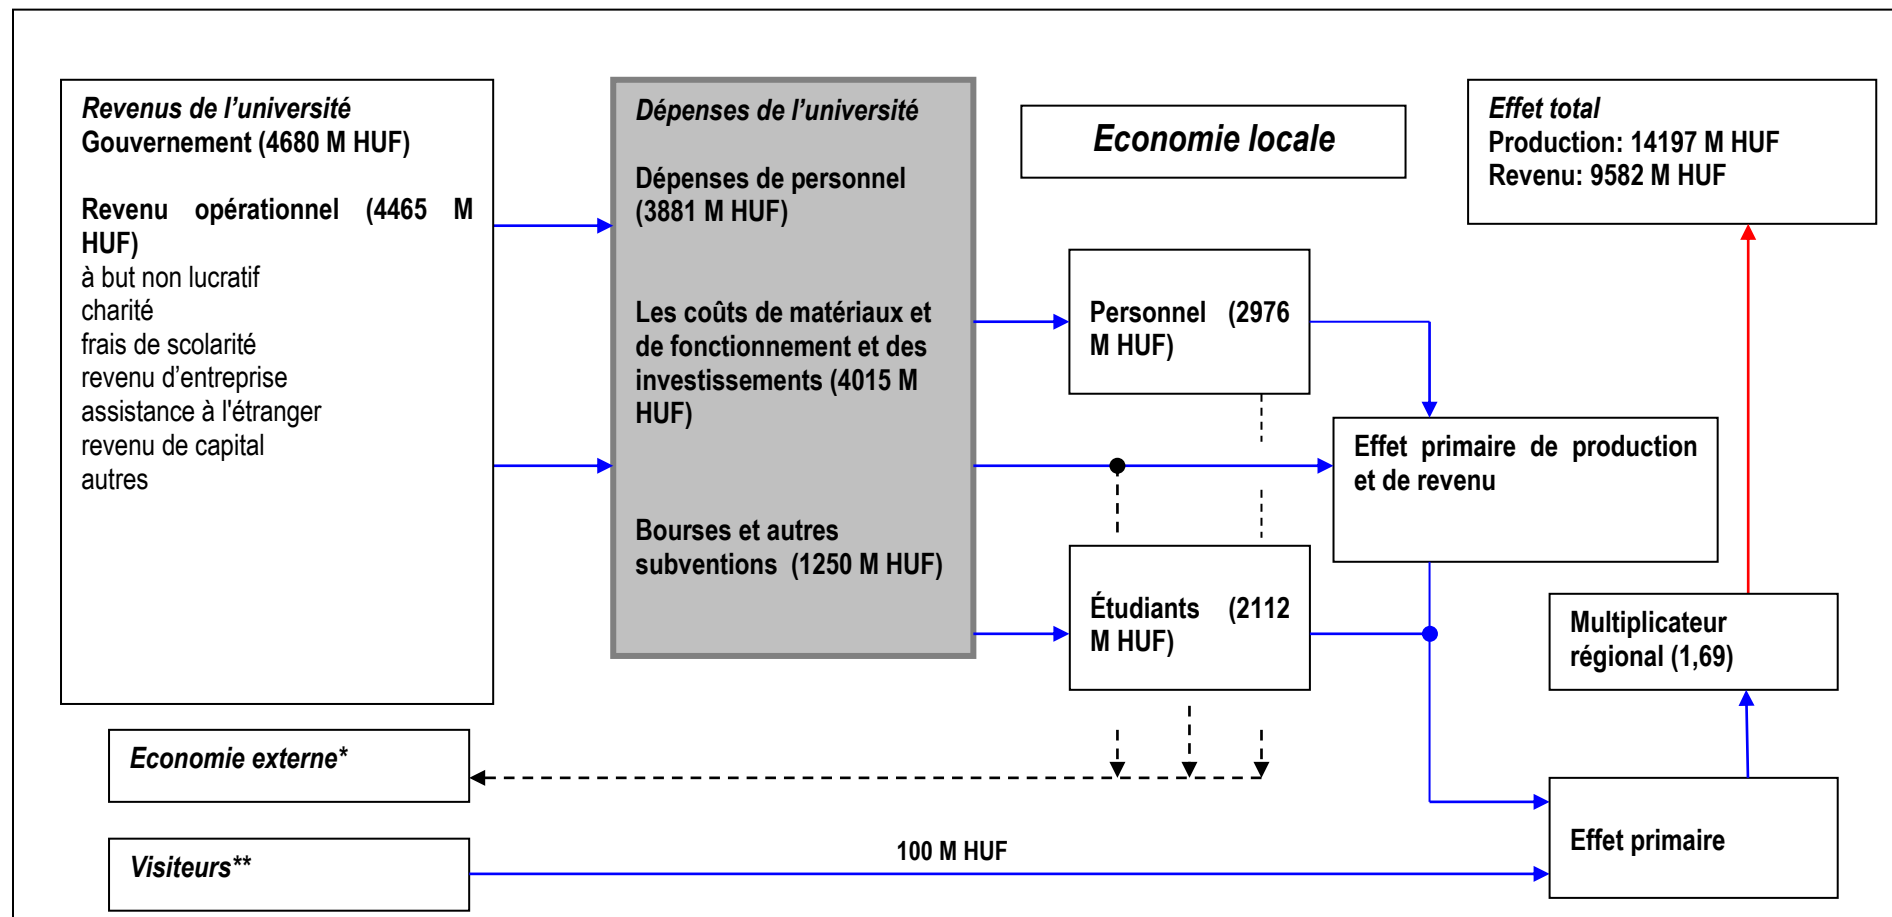 Revenus de l’université
Gouvernement (4680 M HUF)
Revenu opérationnel (4465 M
HUF)
à but non lucratif
charité
frais de scolarité
revenu d’entreprise
assistance à l'étranger
revenu de capital
autres
Dépenses de l’université
Dépenses de personnel
(3881 M HUF)
Les coûts de matériaux et
de fonctionnement et des
investissements (4015 M
HUF)
Bourses et autres
subventions (1250 M HUF)
Economie locale
Personnel (2976
M HUF)
Étudiants (2112
M HUF)
Effet total
Production: 14197 M HUF
Revenu: 9582 M HUF
Effet primaire de production
et de revenu
Multiplicateur
régional (1,69)
Economie externe*
Visiteurs**
100 M HUF
Effet primaire